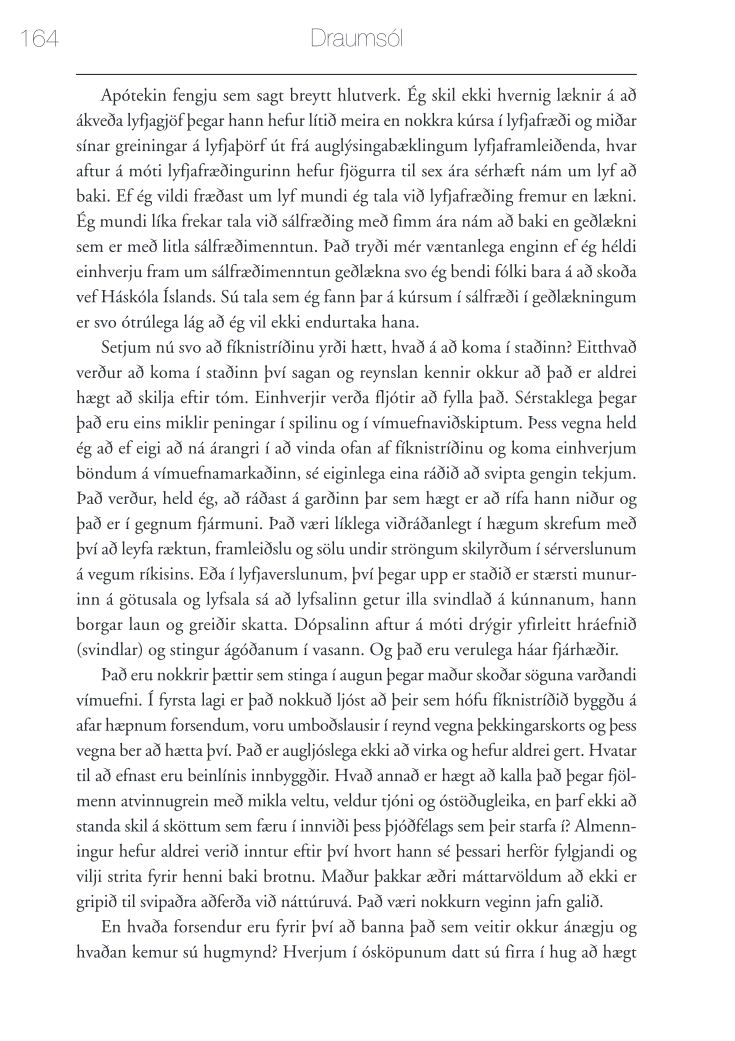 164
Draumsól
Apótekin fengju sem sagt breytt hlutverk. Ég skil ekki hvernig læknir á að
ákveða lyfjagjöf þegar hann hefur lítið meira en nokkra kúrsa í lyfjafræði og miðar
sínar greiningar á lyfjaþörf út frá auglýsingabæklingum lyfjaframleiðenda, hvar
aftur á móti lyfjafræðingurinn hefur fjögurra til sex ára sérhæft nám um lyf að
baki. Ef ég vildi fræðast um lyf mundi ég tala við lyfjafræðing fremur en lækni.
Ég mundi líka frekar tala við sálfræðing með fimm ára nám að baki en geðlækni
sem er með litla sálfræðimenntun. Það tryði mér væntanlega enginn ef ég héldi
einhverju fram um sálfræðimenntun geðlækna svo ég bendi fólki bara á að skoða
vef Háskóla Íslands. Sú tala sem ég fann þar á kúrsum í sálfræði í geðlækningum
er svo ótrúlega lág að ég vil ekki endurtaka hana.
Setjum nú svo að fíknistríðinu yrði hætt, hvað á að koma í staðinn? Eitthvað
verður að koma í staðinn því sagan og reynslan kennir okkur að það er aldrei
hægt að skilja eftir tóm. Einhverjir verða fljótir að fylla það. Sérstaklega þegar
það eru eins miklir peningar í spilinu og í vímuefnaviðskiptum. Þess vegna held
ég að ef eigi að ná árangri í að vinda ofan af fíknistríðinu og koma einhverjum
böndum á vímuefnamarkaðinn, sé eiginlega eina ráðið að svipta gengin tekjum.
Það verður, held ég, að ráðast á garðinn þar sem hægt er að rífa hann niður og
það er í gegnum fjármuni. Það væri líklega viðráðanlegt í hægum skrefum með
því að leyfa ræktun, framleiðslu og sölu undir ströngum skilyrðum í sérverslunum
á vegum ríkisins. Eða í lyfjaverslunum, því þegar upp er staðið er stærsti munur-
inn á götusala og lyfsala sá að lyfsalinn getur illa svindlað á kúnnanum, hann
borgar laun og greiðir skatta. Dópsalinn aftur á móti drýgir yfirleitt hráefnið
(svindlar) og stingur ágóðanum í vasann. Og það eru verulega háar fjárhæðir.
Það eru nokkrir þættir sem stinga í augun þegar maður skoðar söguna varðandi
vímuefni. Í fyrsta lagi er það nokkuð ljóst að þeir sem hófu fíknistríðið byggðu á
afar hæpnum forsendum, voru umboðslausir í reynd vegna þekkingarskorts og þess
vegna ber að hætta því. Það er augljóslega ekki að virka og hefur aldrei gert. Hvatar
til að efnast eru beinlínis innbyggðir. Hvað annað er hægt að kalla það þegar fjöl-
menn atvinnugrein með mikla veltu, veldur tjóni og óstöðugleika, en þarf ekki að
standa skil á sköttum sem færu í innviði þess þjóðfélags sem þeir starfa í? Almenn-
ingur hefur aldrei verið inntur eftir því hvort hann sé þessari herför fylgjandi og
vilji strita fyrir henni baki brotnu. Maður þakkar æðri máttarvöldum að ekki er
gripið til svipaðra aðferða við náttúruvá. Það væri nokkurn veginn jafn galið.
En hvaða forsendur eru fyrir því að banna það sem veitir okkur ánægju og
hvaðan kemur sú hugmynd? Hverjum í ósköpunum datt sú firra í hug að hægt